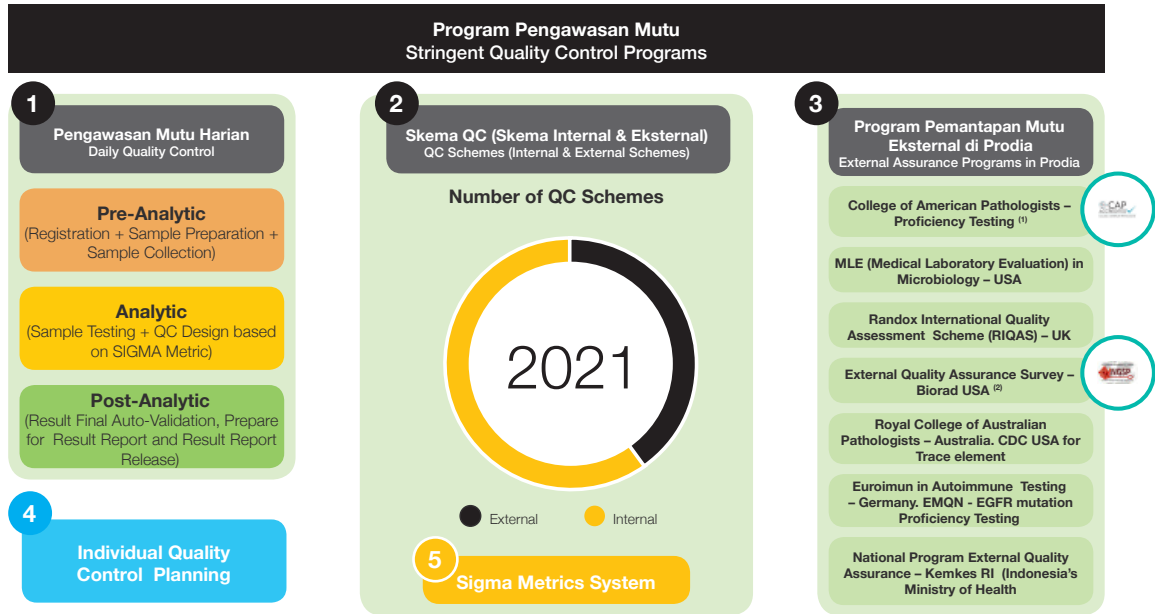 Program Pengawasan Mutu
Stringent Quality Control Programs
1
Pengawasan Mutu Harian
Daily Quality Control
Pre-Analytic
(Registration + Sample Preparation +
Sample Collection)
Analytic
(Sample Testing + QC Design based
on SIGMA Metric)
Post-Analytic
(Result Final Auto-Validation, Prepare
for Result Report and Result Report
Release)
4
Individual Quality
Control Planning
2
Skema QC (Skema Internal & Eksternal)
QC Schemes (Internal & External Schemes)
Number of QC Schemes
2021
External
Internal
5
Sigma Metrics System
3
Program Pemantapan Mutu
Eksternal di Prodia
External Assurance Programs in Prodia
College of American Pathologists –
Proficiency Testing (1)
CAP
MLE (Medical Laboratory Evaluation) in
Microbiology – USA
Randox International Quality
Assessment Scheme (RIQAS) – UK
External Quality Assurance Survey –
Biorad USA (2)
Royal College of Australian
Pathologists – Australia. CDC USA for
Trace element
Euroimun in Autoimmune Testing
– Germany. EMQN - EGFR mutation
Proficiency Testing
National Program External Quality
Assurance – Kemkes RI (Indonesia's
Ministry of Health